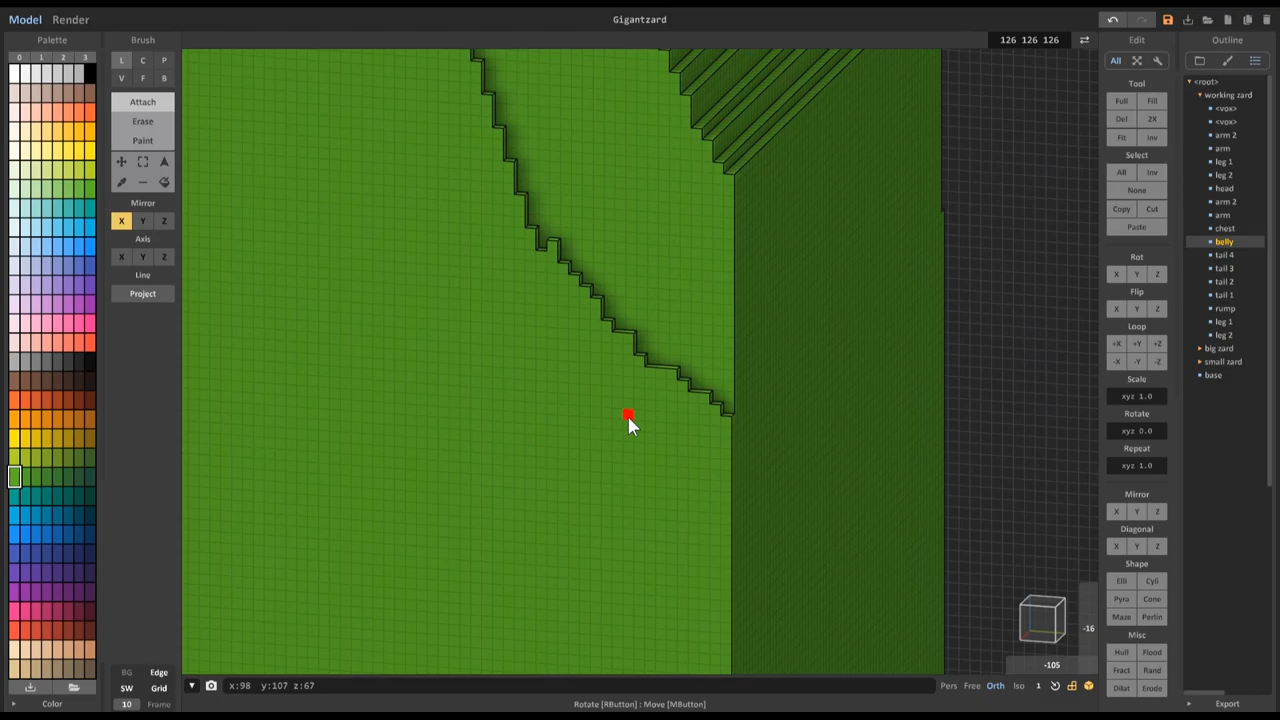 Model Render
Gigantzard
Palette
Brush
126 126 126
Edit
Outline
0 1 2 3
L C P
V F B
Attach
Erase
Paint
Mirror
X Y Z
Axis
X Y Z
Line
Project
All
Tool
Full Fill
Del 2X
Fit Inv
Select
All Inv
None
Copy Cut
Paste
Rot
X Y Z
Flip
X Y Z
Loop
+X +Y +Z
-X -Y -Z
Scale
xyz 1.0
Rotate
xyz 0.0
Repeat
xyz 1.0
Mirror
X Y Z
Diagonal
X Y Z
Shape
Elli Cyli
Pyra Cone
Maze Perlin
Misc
Hull Flood
Fract Rand
Dilat Erode
<root>
working zard
<vox>
<vox>
arm 2
arm
leg 1
leg 2
head
arm 2
arm
chest
belly
tail 4
tail 3
tail 2
tail 1
rump
leg 1
leg 2
big zard
small zard
base
-16
-105
BG Edge
SW Grid
10 Frame
x:98 y:107 z:67
Pers Free Orth Iso 1
Color
Rotate [RButton] : Move [MButton]
Export